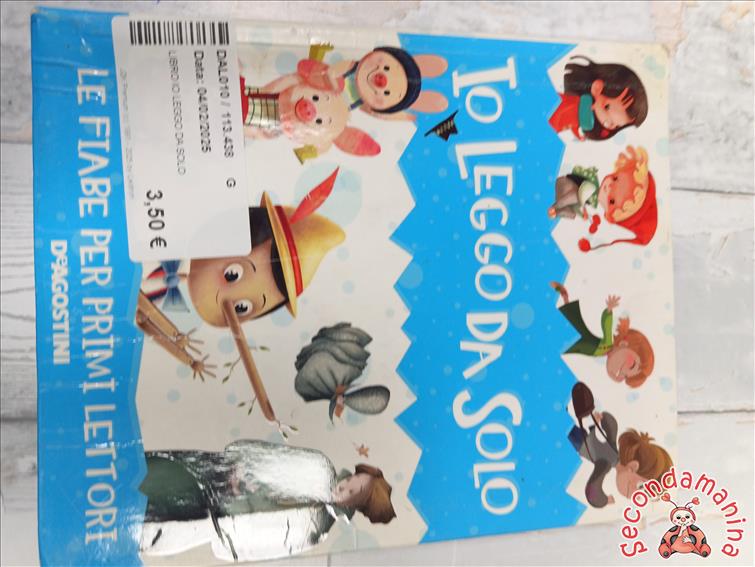 IO LEGGO DA SOLO
DAL010 / 113.438 G
Data: 04/02/2025
LIBRO IO LEGGO DA SOLO
3,50 €
LE FIABE PER PRIMI LETTORI
DeAGOSTINI
Secondamanina